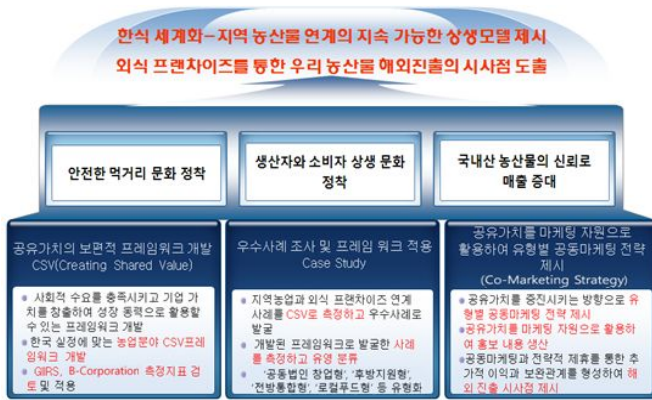 한식 세계화-지역 농산물 연계의 지속 가능한 상생모델 제시
외식 프랜차이즈를 통한 우리 농산물 해외진출의 시사점 도출
안전한 먹거리 문화 정착
생산자와 소비자 상생 문화
정착
국내산 농산물의 신뢰로
매출 증대
공유가치의 보편적 프레임워크 개발
CSV(Creating Shared Value)
• 사회적 수요를 충족시키고 기업 가
치를 창출하여 성장 동력으로 활용할
수 있는 프레임워크 개발
• 한국 실정에 맞는 농업분야 CSV프레
임워크 개발
• GIIRS, B-Corporation 측정지표 검
토 및 적용
우수사례 조사 및 프레임 워크 적용
Case Study
• 지역농업과 외식 프랜차이즈 연계
사례를 CSV로 측정하고 우수사례로
발굴
• 개발된 프레임워크로 발굴한 사례
를 측정하고 유영 분류
• '공동법인 창업형', '후방지원형',
'전방통합형', '로컬푸드형' 등 유형화
공유가치를 마케팅 자원으로
활용하여 유형별 공동마케팅 전략
제시
(Co-Marketing Strategy)
•공유가치를 증진시키는 방향으로 유
형별 공동마케팅 전략 제시
•공유가치를 마케팅 자원으로 활용하
여 홍보 내용 생산
•공동마케팅과 전략적 제휴를 통한 추
가적 이익과 보완관계를 형성하여 해
외 진출 시사점 제시